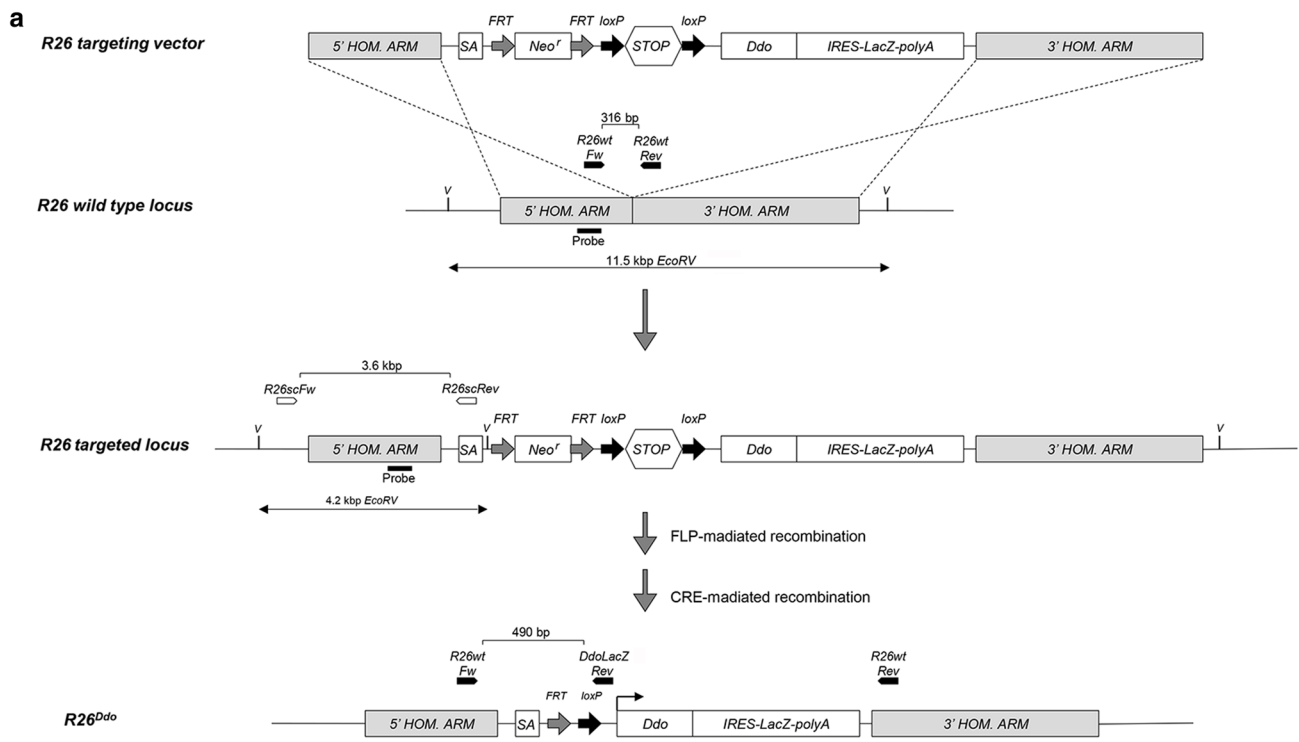 a
FRT FRT loxP loxP
R26 targeting vector 5' HOM. ARM SA Neoʳ STOP Ddo IRES-LacZ-polyA 3' HOM. ARM
316 bp
R26wt R26wt
Fw Rev
V V
R26 wild type locus 5' HOM. ARM 3' HOM. ARM
Probe
11.5 kbp EcoRV
3.6 kbp
R26scFw R26scRev
V V FRT FRT loxP loxP V
R26 targeted locus 5' HOM. ARM SA Neoʳ STOP Ddo IRES-LacZ-polyA 3' HOM. ARM
Probe
4.2 kbp EcoRV
FLP-madiated recombination
CRE-madiated recombination
490 bp
R26wt DdoLacZ R26wt
Fw Rev Rev
FRT loxP
R26ᴰᵈᵒ 5' HOM. ARM SA Ddo IRES-LacZ-polyA 3' HOM. ARM